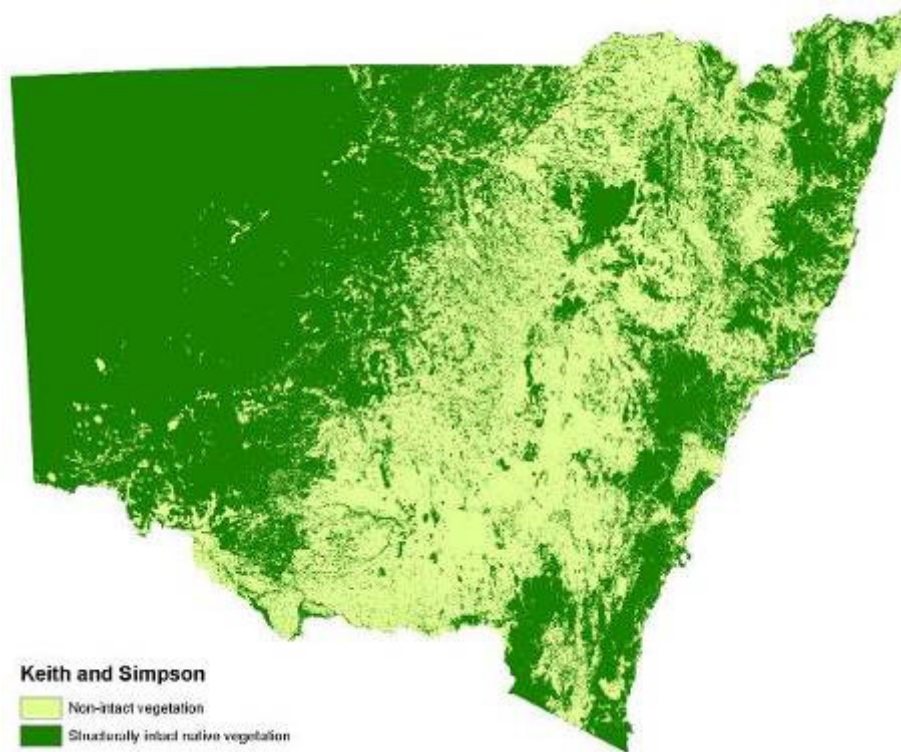 Keith and Simpson
Non-intact vegetation
Structurally intact native vegetation